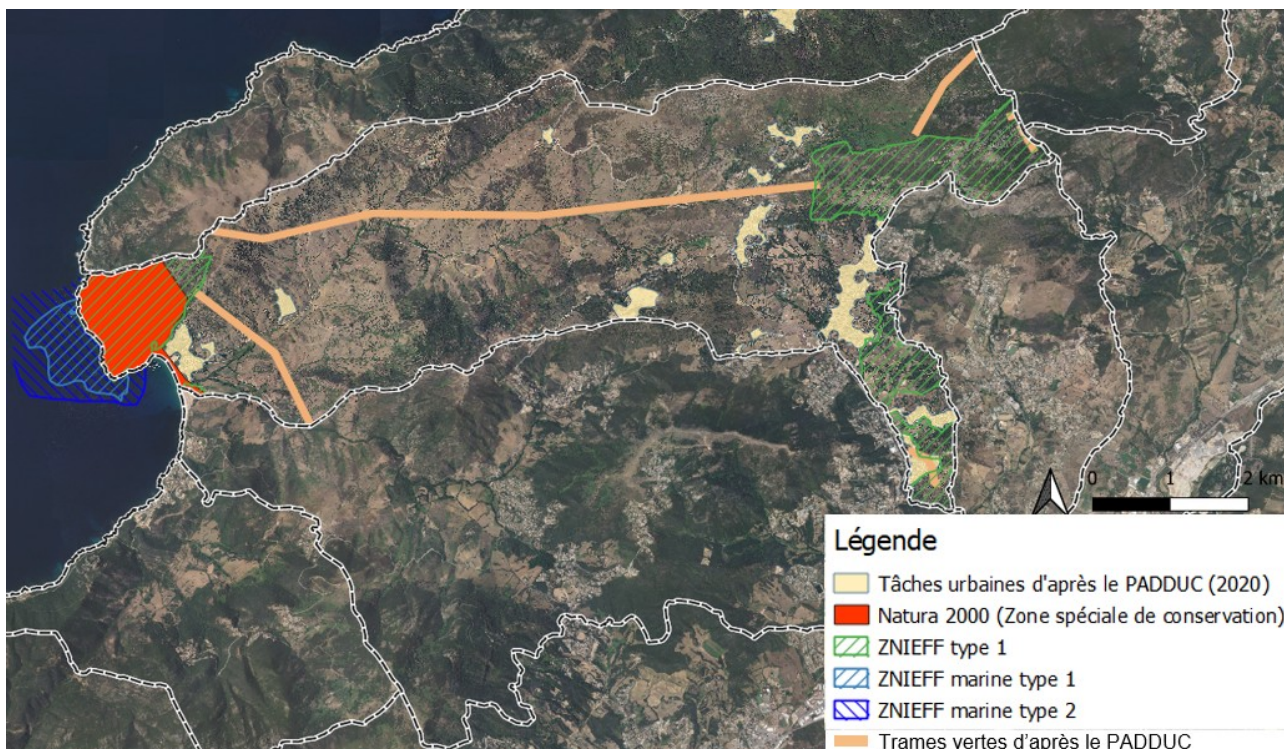 0 1 2 km
Légende
Tâches urbaines d'après le PADDUC (2020)
Natura 2000 (Zone spéciale de conservation)
ZNIEFF type 1
ZNIEFF marine type 1
ZNIEFF marine type 2
Trames vertes d'après le PADDUC